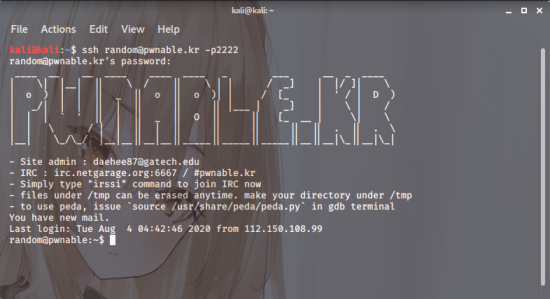 kali@kali: ~
File Actions Edit View Help
kali@kali:~$ ssh random@pwnable.kr -p2222
random@pwnable.kr's password:
PWNABLE.KR
- Site admin : daehee87@gatech.edu
- IRC : irc.netgarage.org:6667 / #pwnable.kr
- Simply type "irssi" command to join IRC now
- files under /tmp can be erased anytime. make your directory under /tmp
- to use peda, issue `source /usr/share/peda/peda.py` in gdb terminal
You have new mail.
Last login: Tue Aug  4 04:42:46 2020 from 112.150.108.99
random@pwnable:~$